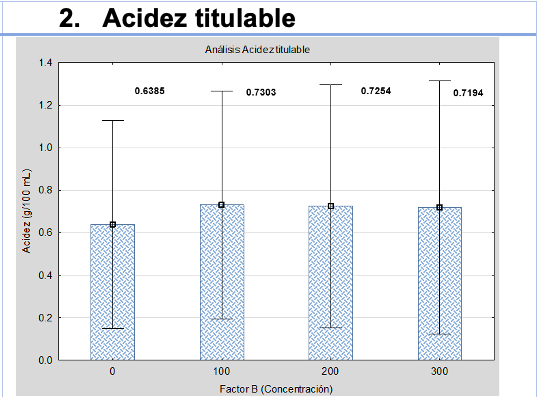 2. Acidez titulable
Análisis Acidez titulable
1.4
0.6385 0.7303 0.7254 0.7194
1.2
1.0
0.8
0.6
0.4
0.2
0.0
Acidez (g/100 mL)
0 100 200 300
Factor B (Concentración)